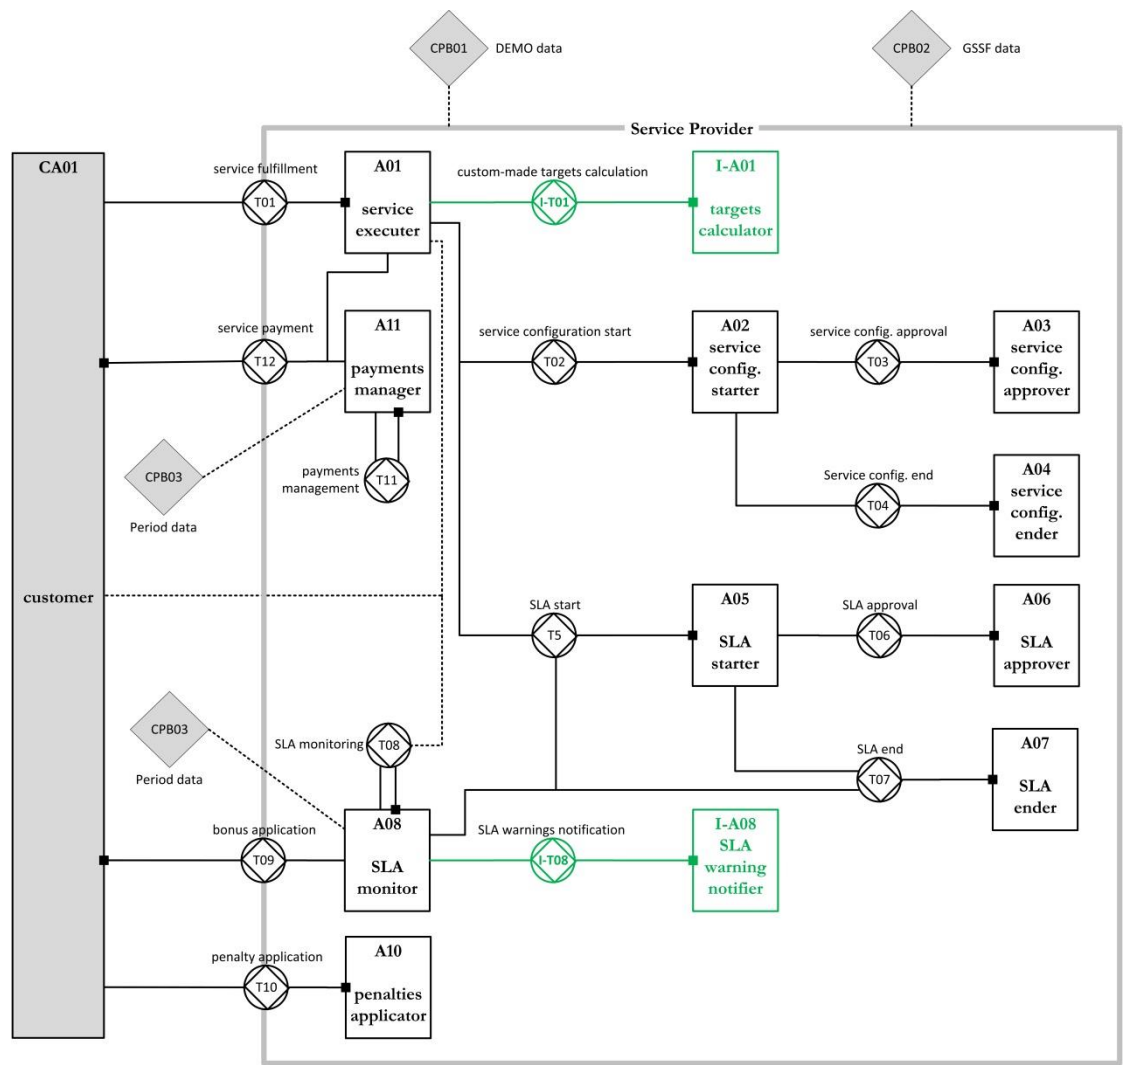 CPB01
DEMO data
CPB02
GSSF data
Service Provider
CA01
customer
service fulfillment
T01
A01
service
executer
custom-made targets calculation
I-T01
I-A01
targets
calculator
service payment
T12
A11
payments
manager
service configuration start
T02
A02
service
config.
starter
service config. approval
T03
A03
service
config.
approver
CPB03
Period data
payments
management
T11
Service config. end
T04
A04
service
config.
ender
SLA start
T5
A05
SLA
starter
SLA approval
T06
A06
SLA
approver
CPB03
Period data
SLA monitoring
T08
SLA end
T07
A07
SLA
ender
bonus application
T09
A08
SLA
monitor
SLA warnings notification
I-T08
I-A08
SLA
warning
notifier
penalty application
T10
A10
penalties
applicator